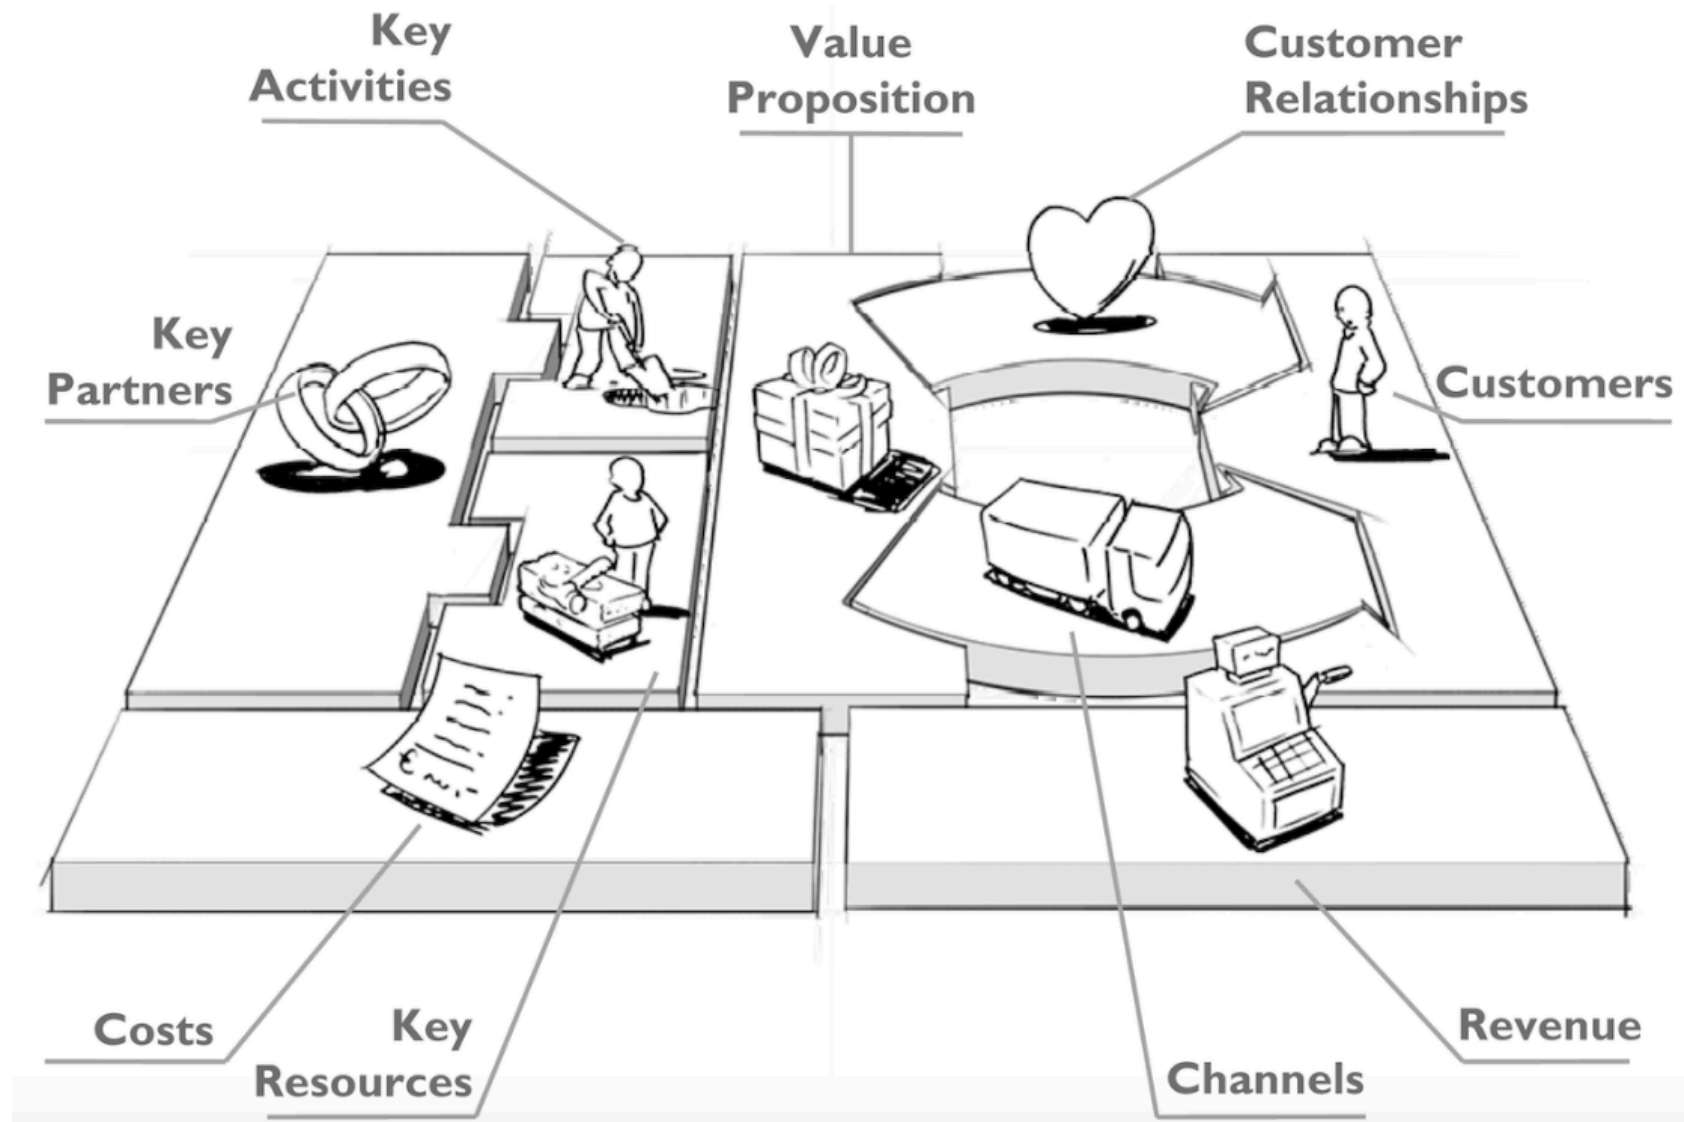 Key
Activities
Value
Proposition
Customer
Relationships
Key
Partners
Customers
Costs
Key
Resources
Channels
Revenue
€